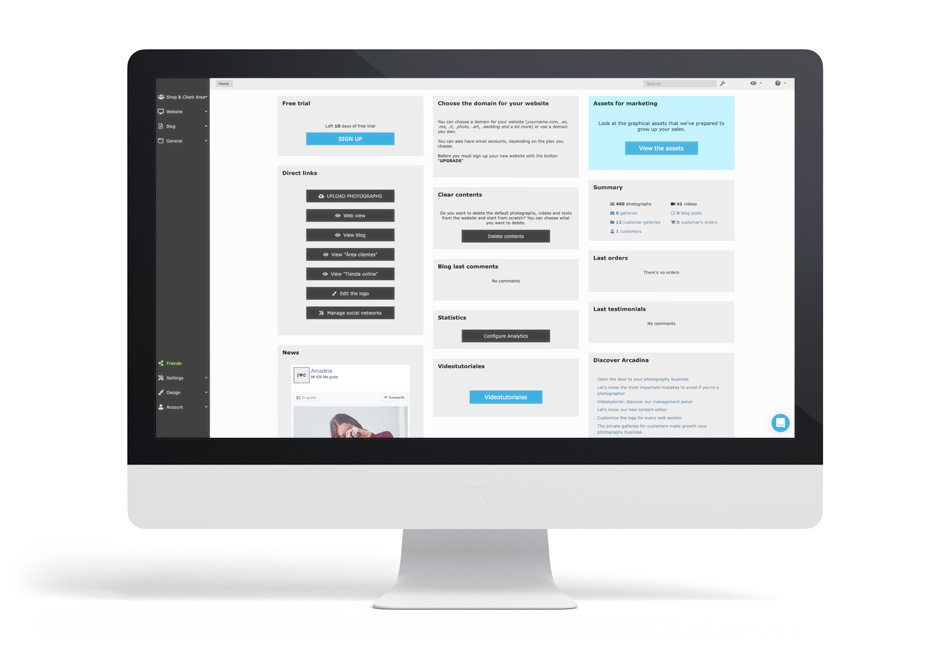 Home
Search
Shop & Client Area
Website
Blog
General
Friends
Settings
Design
Account
Free trial
Left 10 days of free trial
SIGN UP
Direct links
UPLOAD PHOTOGRAPHS
Web view
View blog
View "Área clientes"
View "Tienda online"
Edit the logo
Manage social networks
News
Arcadina
Te gusta
Compartir
Choose the domain for your website
You can choose a domain for your website (yourname.com, .es,
.me, .it, .photo, .art, .wedding and a lot more) or use a domain
you own.
You can also have email accounts, depending on the plan you
choose.
Before you must sign up your new website with the button
"UPGRADE"
Clear contents
Do you want to delete the default photographs, videos and texts
from the website and start from scratch? You can choose what
you want to delete.
Delete contents
Blog last comments
No comments
Statistics
Configure Analytics
Videotutoriales
Videotutoriales
Assets for marketing
Look at the graphical assets that we've prepared to
grow up your sales.
View the assets
Summary
400 photographs
41 videos
8 galleries
9 blog posts
12 customer galleries
0 customer's orders
1 customers
Last orders
There's no orders
Last testimonials
No comments
Discover Arcadina
Open the door to your photography business
Let's know the most important mistakes to avoid if you're a
photographer
Videotutorial: discover our management panel
Let's know our new content editor
Customise the logo for every web section
The private galleries for customers make growth your
photography business